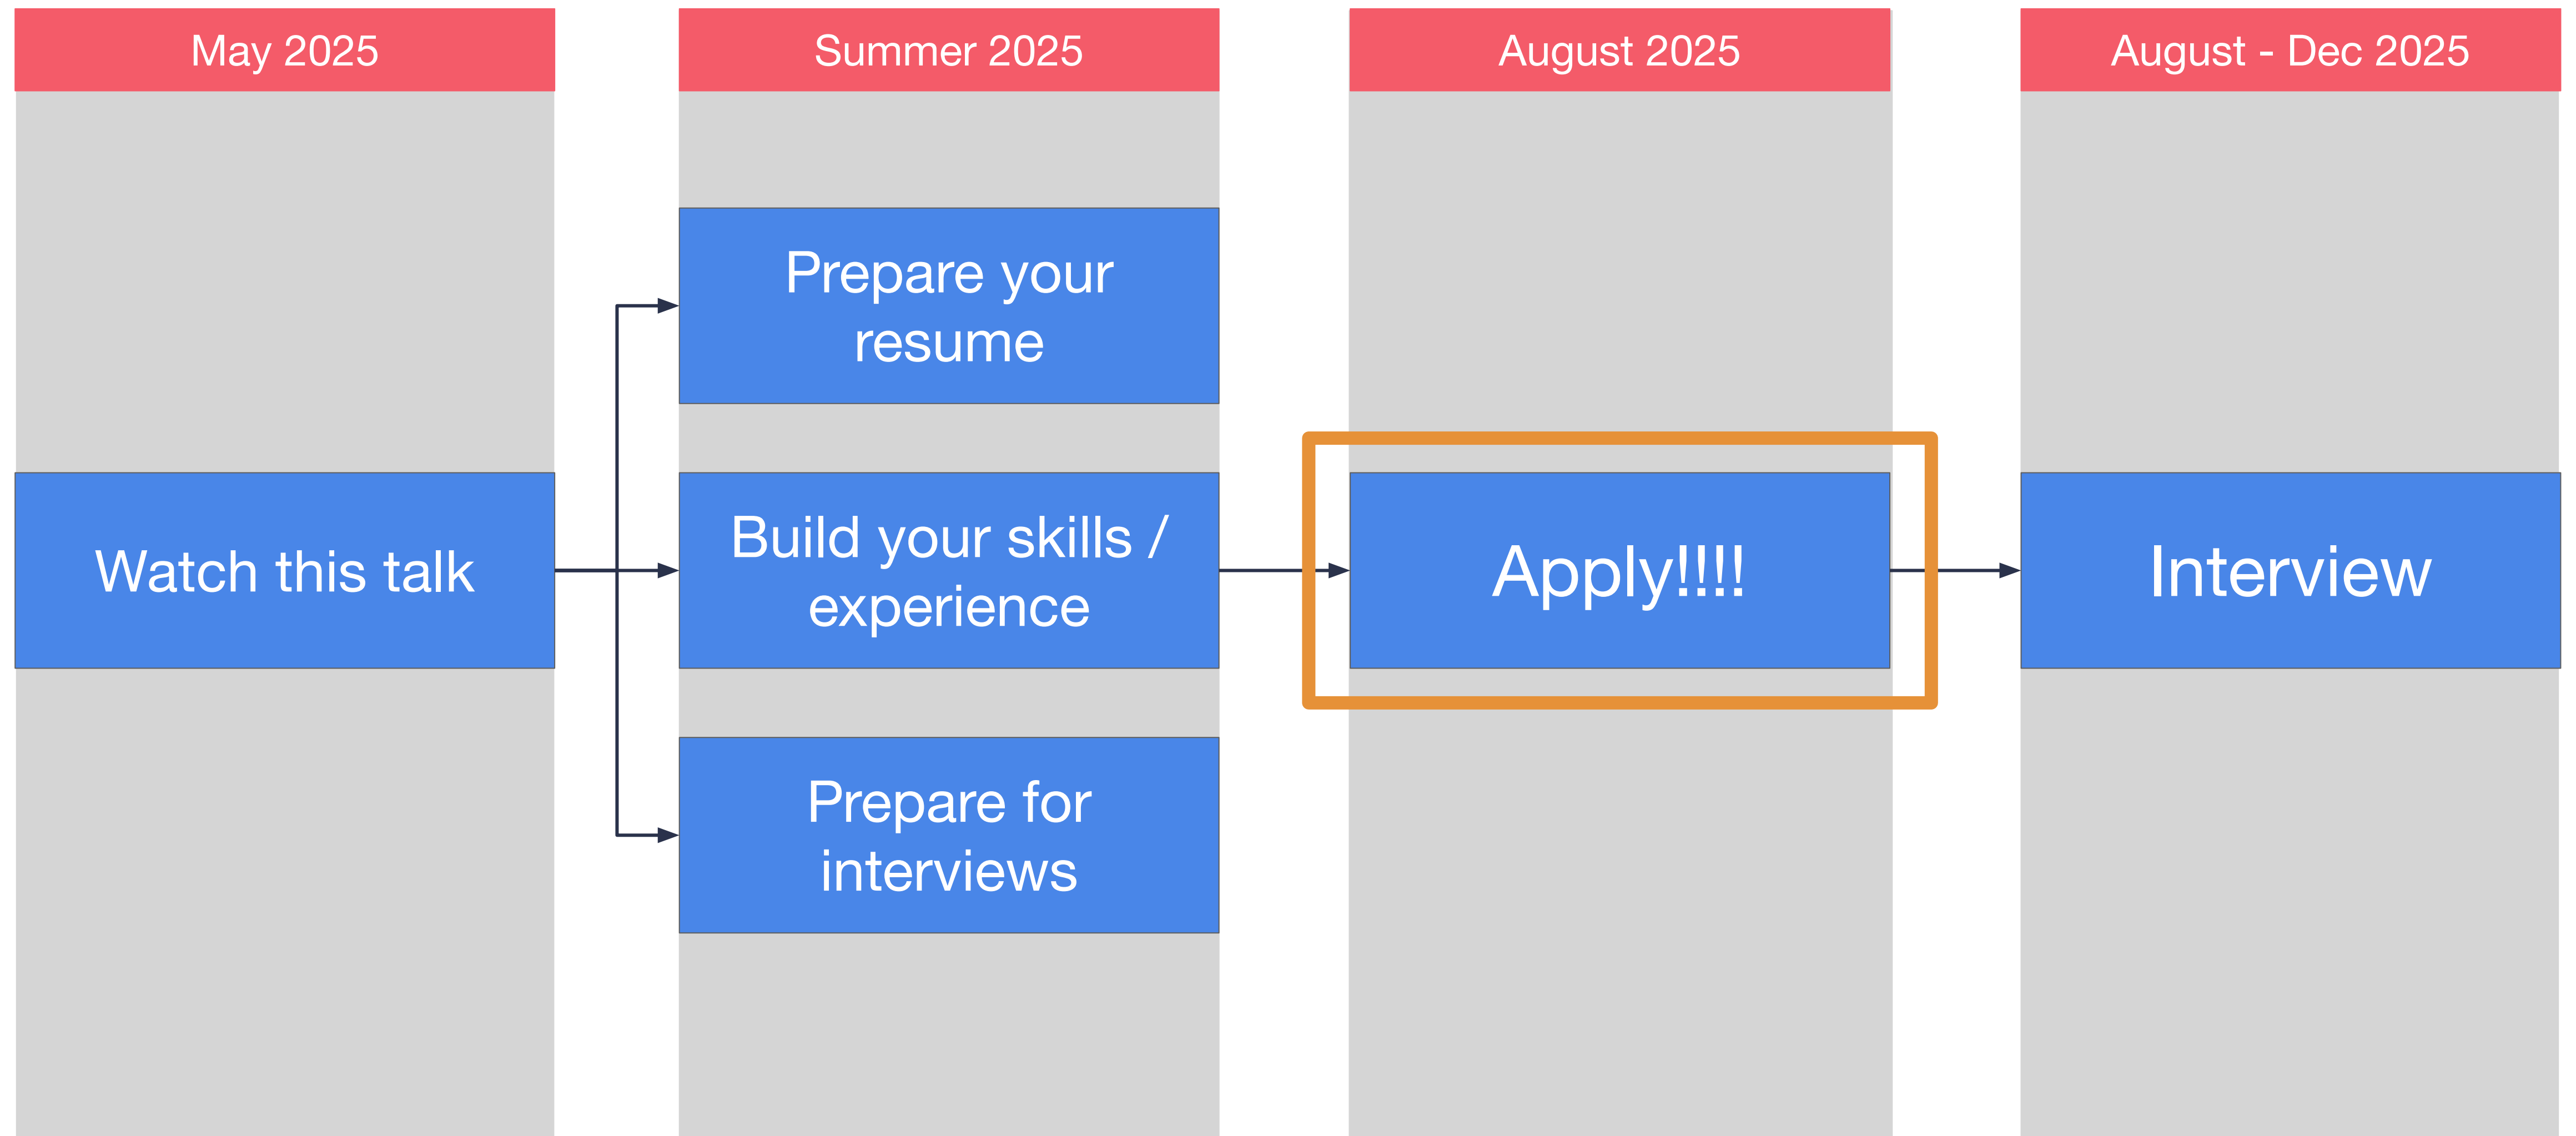 May 2025
Summer 2025
August 2025
August - Dec 2025
Watch this talk
Prepare your
resume
Build your skills /
experience
Prepare for
interviews
Apply!!!!
Interview